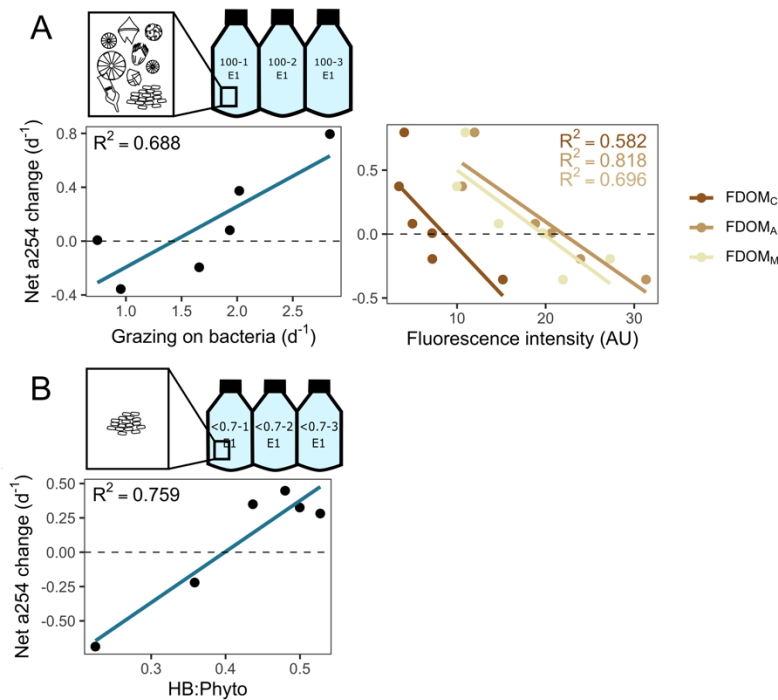 A
100-1 100-2 100-3
E1 E1 E1
R² = 0.688
Net a254 change (d⁻¹)
0.8
0.4
0.0
-0.4
1.0 1.5 2.0 2.5
Grazing on bacteria (d⁻¹)
R² = 0.582
R² = 0.818
R² = 0.696
0.5
0.0
-0.5
10 20 30
Fluorescence intensity (AU)
FDOM_C
FDOM_A
FDOM_M
B
<0.7-1 <0.7-2 <0.7-3
E1 E1 E1
R² = 0.759
Net a254 change (d⁻¹)
0.50
0.25
0.00
-0.25
-0.50
0.3 0.4 0.5
HB:Phyto